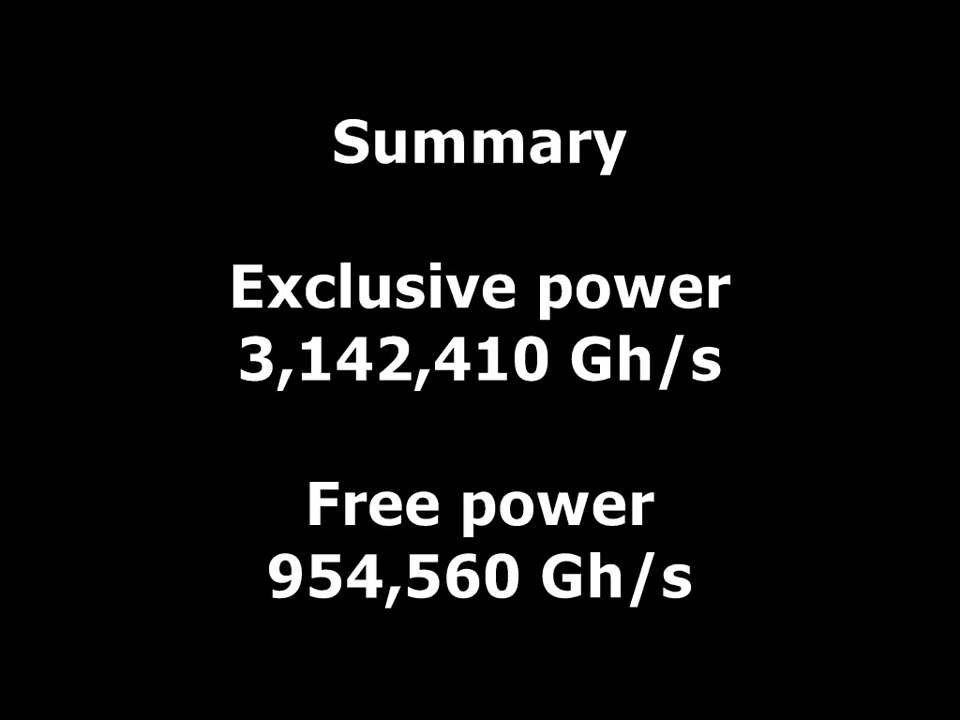 Summary
Exclusive power
3,142,410 Gh/s
Free power
954,560 Gh/s